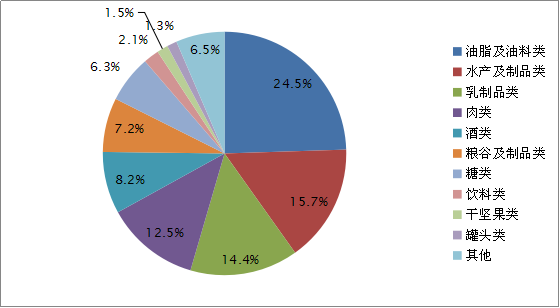 1.5%
1.3%
2.1%
6.5%
6.3%
24.5%
7.2%
8.2%
15.7%
12.5%
14.4%
油脂及油料类
水产及制品类
乳制品类
肉类
酒类
粮谷及制品类
糖类
饮料类
干坚果类
罐头类
其他